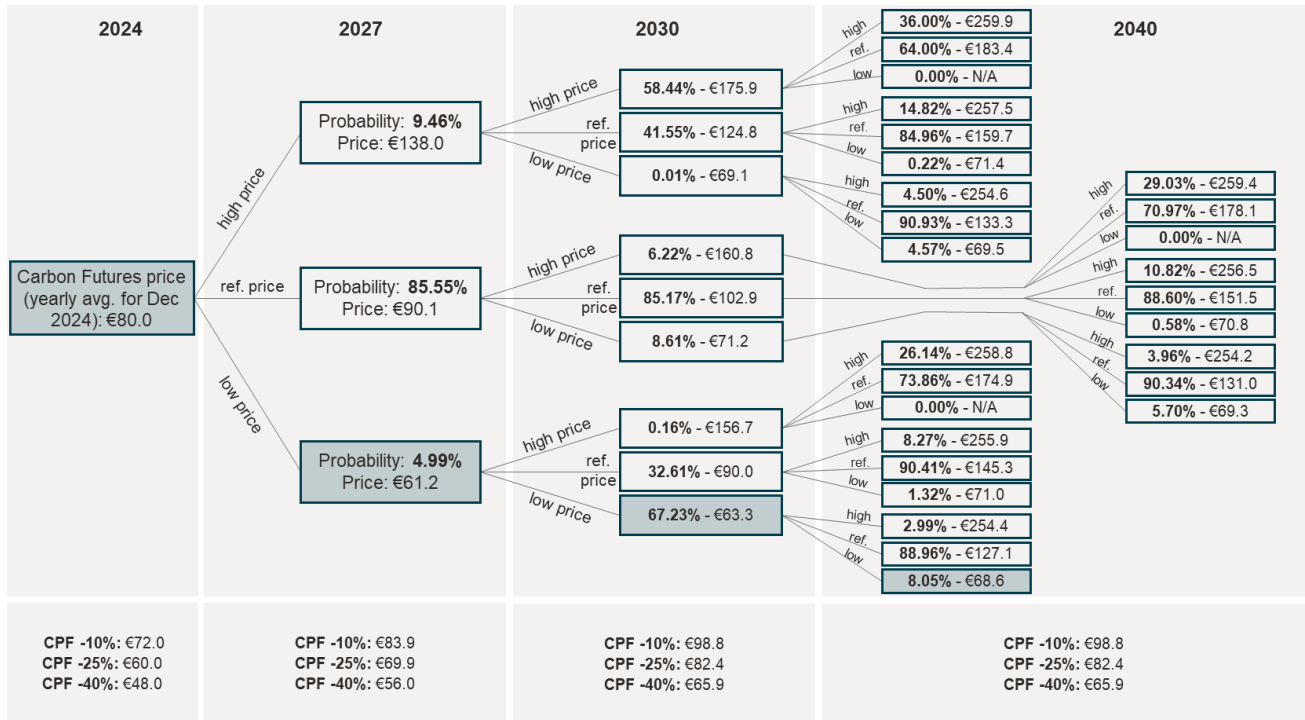 2024
2027
2030
2040
Carbon Futures price
(yearly avg. for Dec
2024): €80.0
high price
ref. price
low price
Probability: 9.46%
Price: €138.0
Probability: 85.55%
Price: €90.1
Probability: 4.99%
Price: €61.2
high price
ref.
price
low price
58.44% - €175.9
41.55% - €124.8
0.01% - €69.1
high price
ref.
price
low price
6.22% - €160.8
85.17% - €102.9
8.61% - €71.2
high price
ref.
price
low price
0.16% - €156.7
32.61% - €90.0
67.23% - €63.3
high
ref.
low
36.00% - €259.9
64.00% - €183.4
0.00% - N/A
high
ref.
low
14.82% - €257.5
84.96% - €159.7
0.22% - €71.4
high
ref.
low
4.50% - €254.6
90.93% - €133.3
4.57% - €69.5
high
ref.
low
29.03% - €259.4
70.97% - €178.1
0.00% - N/A
high
ref.
low
10.82% - €256.5
88.60% - €151.5
0.58% - €70.8
high
ref.
low
3.96% - €254.2
90.34% - €131.0
5.70% - €69.3
high
ref.
low
26.14% - €258.8
73.86% - €174.9
0.00% - N/A
high
ref.
low
8.27% - €255.9
90.41% - €145.3
1.32% - €71.0
high
ref.
low
2.99% - €254.4
88.96% - €127.1
8.05% - €68.6
CPF -10%: €72.0
CPF -25%: €60.0
CPF -40%: €48.0
CPF -10%: €83.9
CPF -25%: €69.9
CPF -40%: €56.0
CPF -10%: €98.8
CPF -25%: €82.4
CPF -40%: €65.9
CPF -10%: €98.8
CPF -25%: €82.4
CPF -40%: €65.9